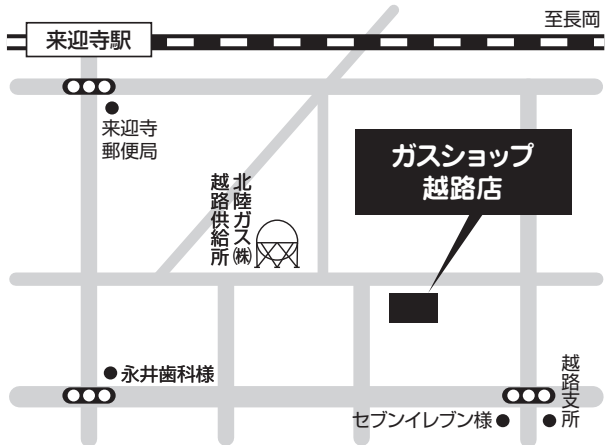 至長岡
来迎寺駅
来迎寺
郵便局
ガスショップ
越路店
北陸ガス㈱
越路供給所
永井歯科様
越路支所
セブンイレブン様